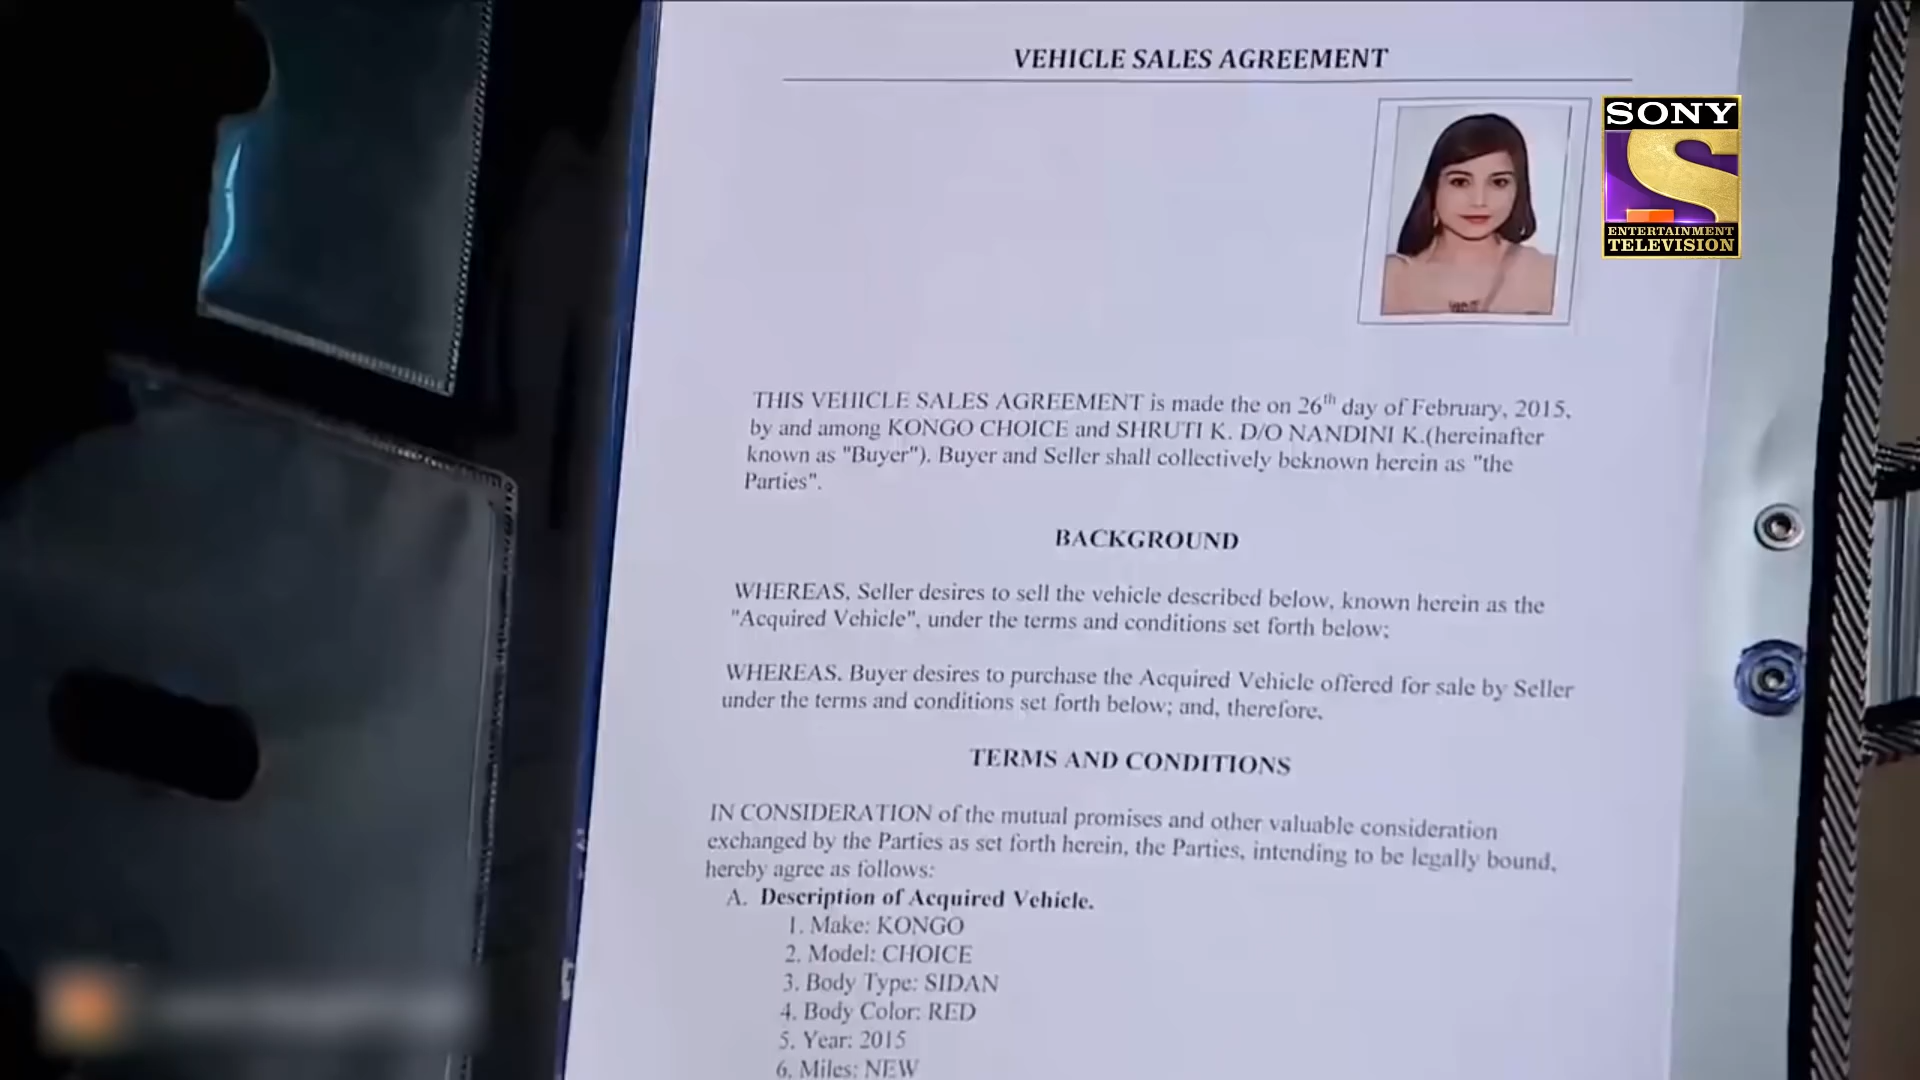 VEHICLE SALES AGREEMENT
SONY
ENTERTAINMENT
TELEVISION
THIS VEHICLE SALES AGREEMENT is made the on 26th day of February, 2015,
by and among KONGO CHOICE and SHRUTI K. D/O NANDINI K.(hereinafter
known as "Buyer"). Buyer and Seller shall collectively beknown herein as "the
Parties".
BACKGROUND
WHEREAS, Seller desires to sell the vehicle described below, known herein as the
"Acquired Vehicle", under the terms and conditions set forth below;
WHEREAS, Buyer desires to purchase the Acquired Vehicle offered for sale by Seller
under the terms and conditions set forth below; and, therefore,
TERMS AND CONDITIONS
IN CONSIDERATION of the mutual promises and other valuable consideration
exchanged by the Parties as set forth herein, the Parties, intending to be legally bound,
hereby agree as follows:
A. Description of Acquired Vehicle.
1. Make: KONGO
2. Model: CHOICE
3. Body Type: SIDAN
4. Body Color: RED
5. Year: 2015
6. Miles: NEW